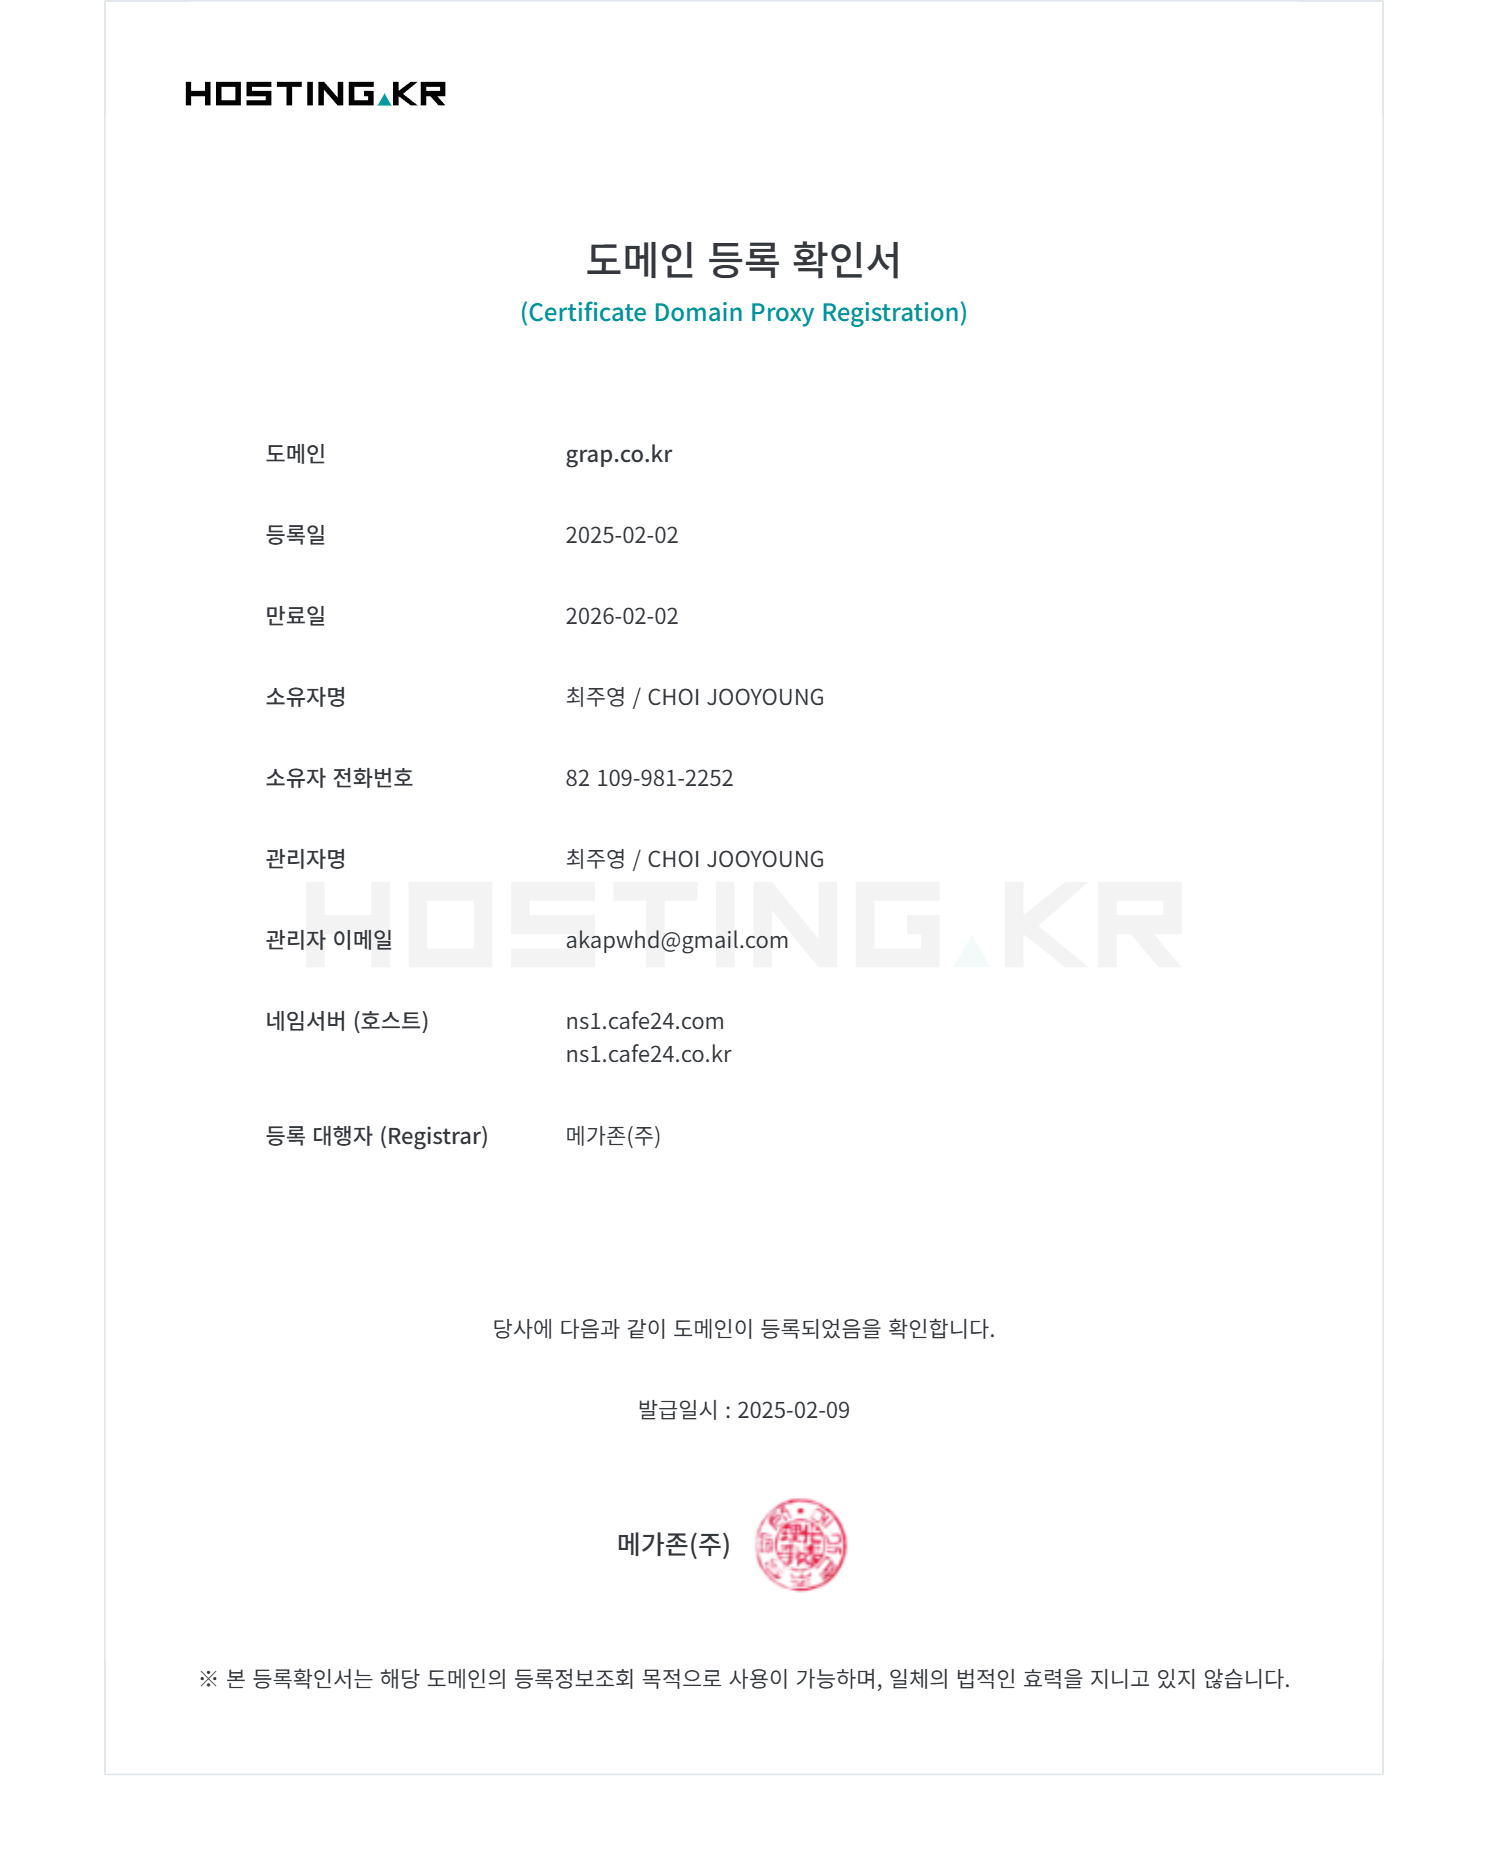 HOSTING.KR
도메인 등록 확인서
(Certificate Domain Proxy Registration)
도메인 grap.co.kr
등록일 2025-02-02
만료일 2026-02-02
소유자명 최주영 / CHOI JOOYOUNG
소유자 전화번호 82 109-981-2252
관리자명 최주영 / CHOI JOOYOUNG
HOSTING.KR
관리자 이메일 akapwhd@gmail.com
네임서버 (호스트) ns1.cafe24.com
ns1.cafe24.co.kr
등록 대행자 (Registrar) 메가존(주)
당사에 다음과 같이 도메인이 등록되었음을 확인합니다.
발급일시 : 2025-02-09
메가존(주)
※ 본 등록확인서는 해당 도메인의 등록정보조회 목적으로 사용이 가능하며, 일체의 법적인 효력을 지니고 있지 않습니다.